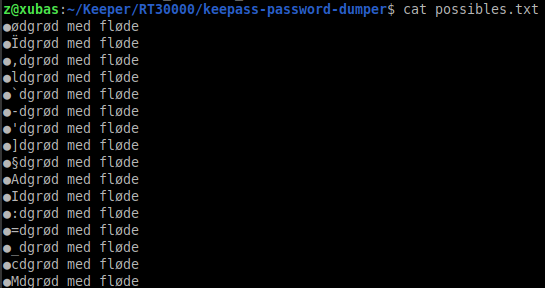 z@xubas:~/Keeper/RT30000/keepass-password-dumper$ cat possibles.txt
●ødgrød med fløde
●Ïdgrød med fløde
●,dgrød med fløde
●ldgrød med fløde
●`dgrød med fløde
●-dgrød med fløde
●'dgrød med fløde
●]dgrød med fløde
●§dgrød med fløde
●Adgrød med fløde
●Idgrød med fløde
●:dgrød med fløde
●=dgrød med fløde
●_dgrød med fløde
●cdgrød med fløde
●Mdgrød med fløde